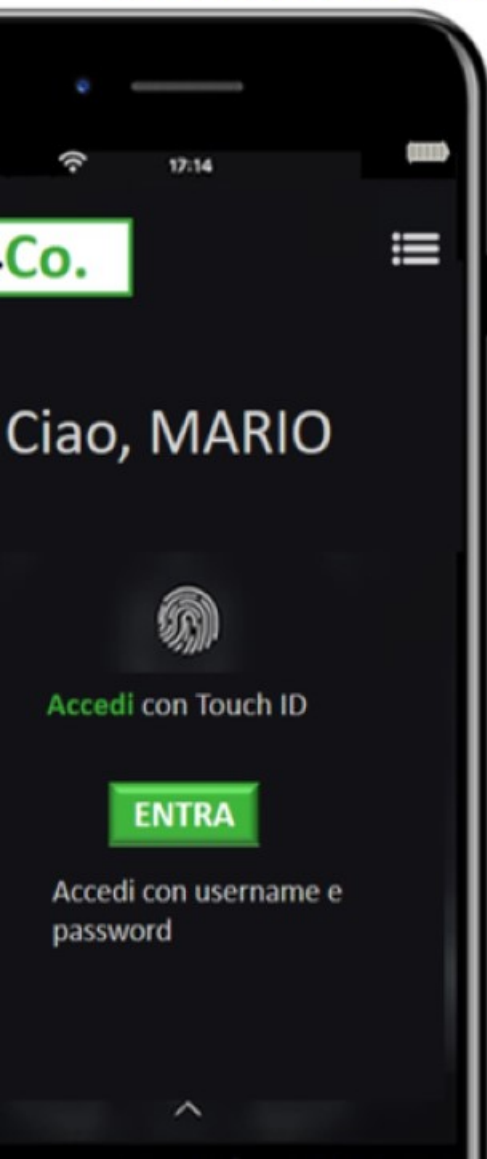 17:14
Co.
Ciao, MARIO
Accedi con Touch ID
ENTRA
Accedi con username e
password